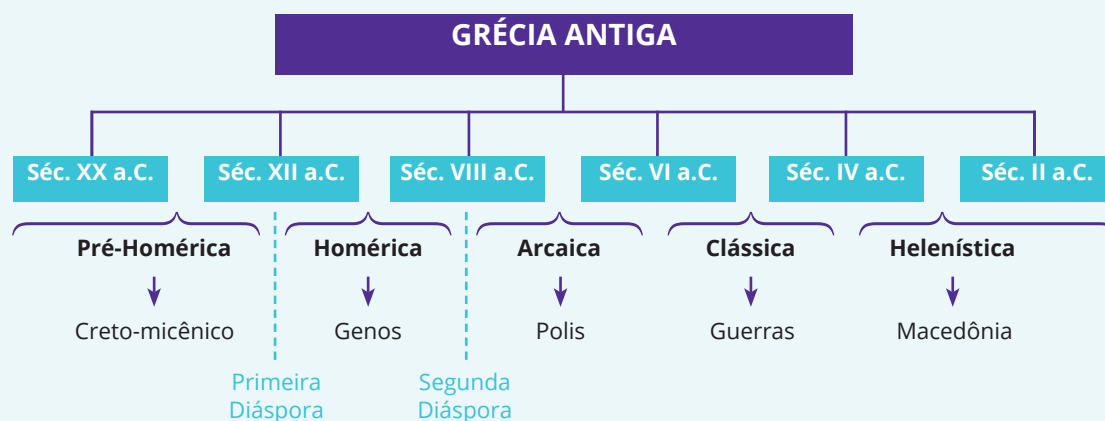 GRÉCIA ANTIGA
Séc. XX a.C.
Séc. XII a.C.
Séc. VIII a.C.
Séc. VI a.C.
Séc. IV a.C.
Séc. II a.C.
Pré-Homérica
Homérica
Arcaica
Clássica
Helenística
Creto-micênico
Genos
Polis
Guerras
Macedônia
Primeira
Diáspora
Segunda
Diáspora